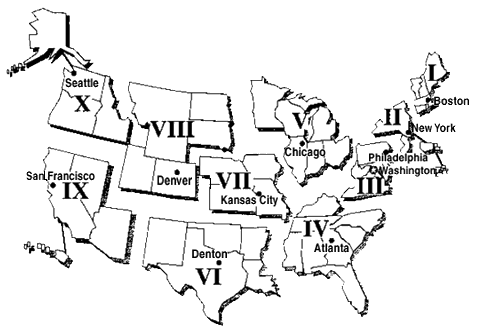 I
Seattle
Boston
X
VIII
V
II
New York
Chicago
Philadelphia
Washington
San Francisco
IX
Denver
VII
III
Kansas City
IV
Atlanta
Denton
VI